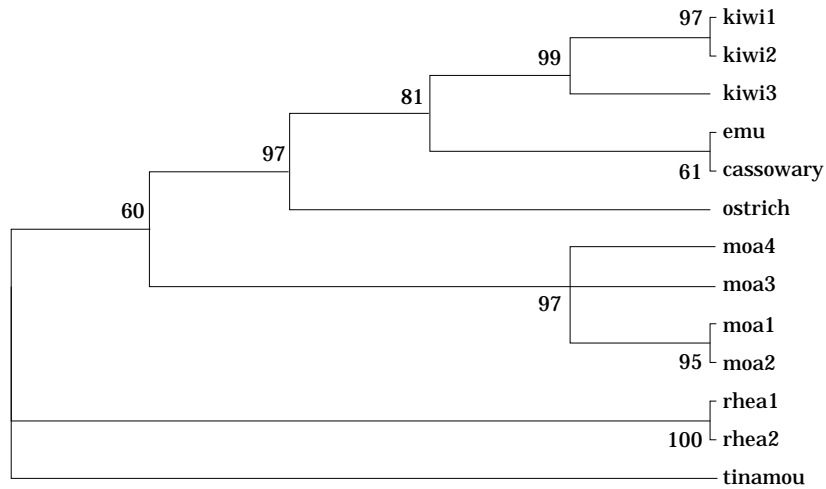 97 kiwi1
kiwi2
99
kiwi3
81
emu
97
61 cassowary
60
ostrich
moa4
moa3
97
moa1
95 moa2
rhea1
100 rhea2
tinamou